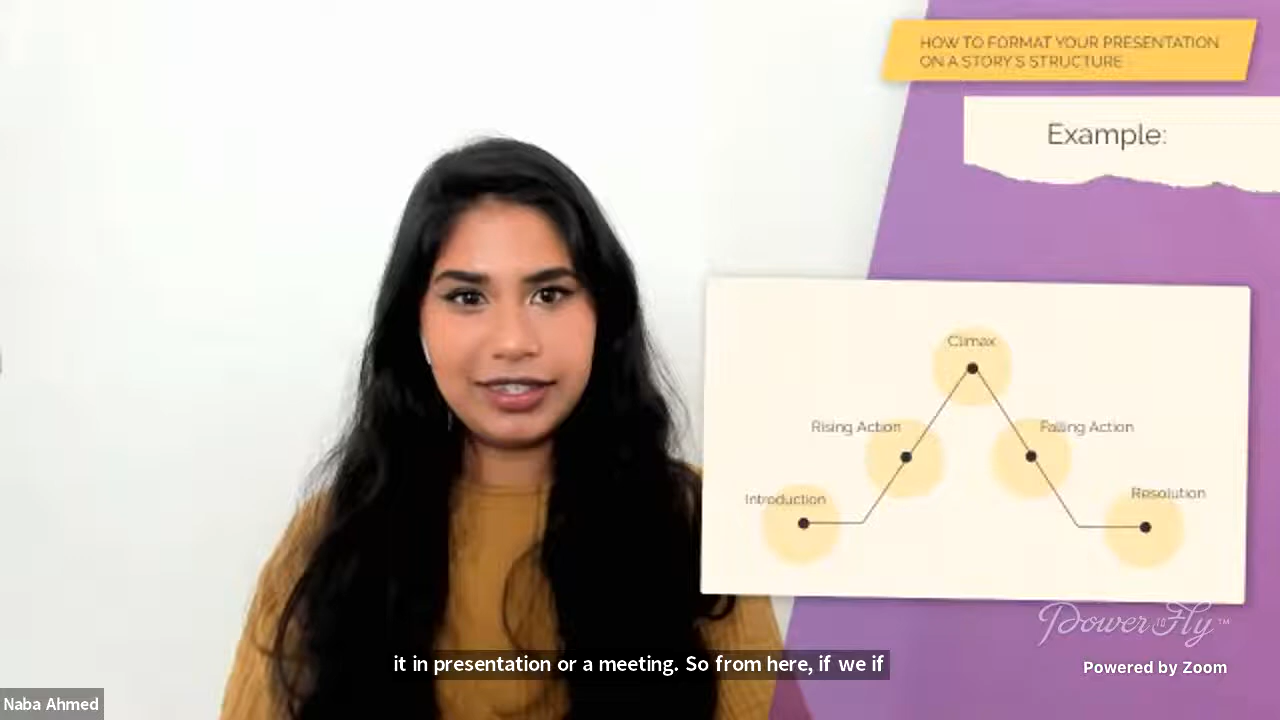 HOW TO FORMAT YOUR PRESENTATION
ON A STORY'S STRUCTURE
Example:
Climax
Rising Action
Falling Action
Introduction
Resolution
PowerToFly™
it in presentation or a meeting. So from here, if we if
Powered by Zoom
Naba Ahmed